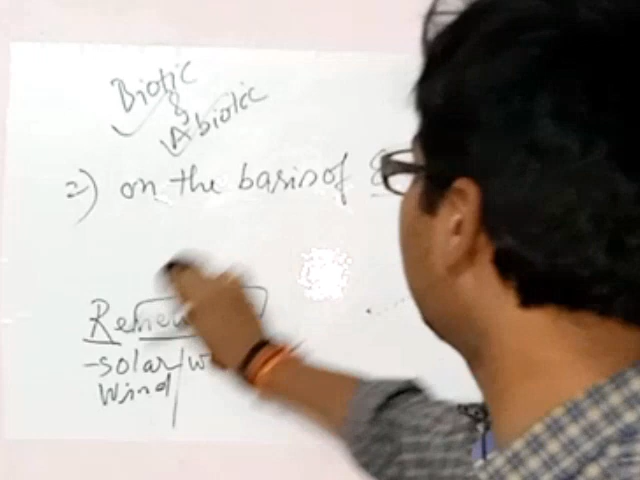 Biotic
&
Abiotic
2) on the basis of
Renew
-solar/w
Wind